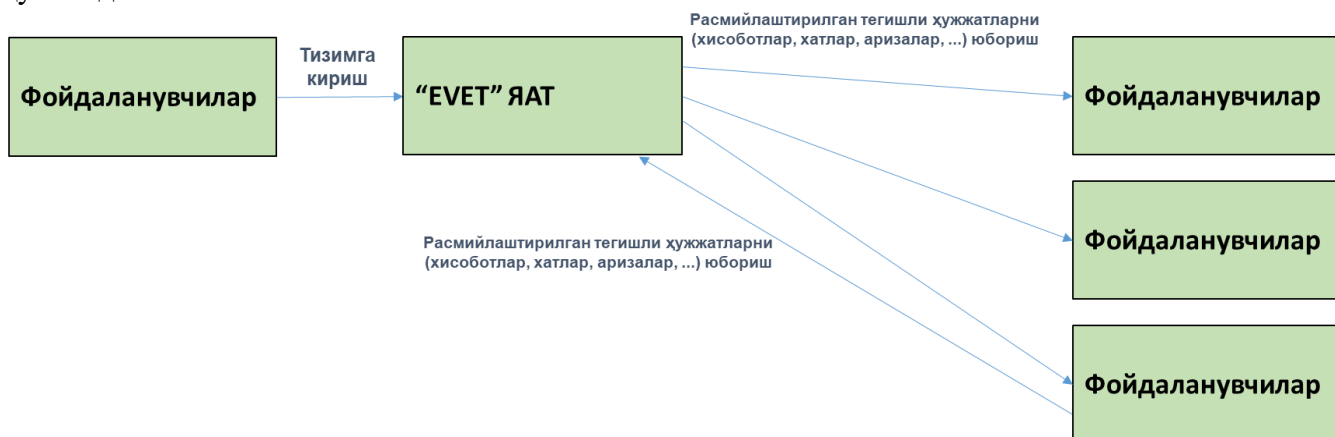 Расмийлаштирилган тегишли ҳужжатларни
(хисоботлар, хатлар, аризалар, ...) юбориш
Тизимга
кириш
Фойдаланувчилар
“EVET” ЯАТ
Фойдаланувчилар
Фойдаланувчилар
Расмийлаштирилган тегишли ҳужжатларни
(хисоботлар, хатлар, аризалар, ...) юбориш
Фойдаланувчилар